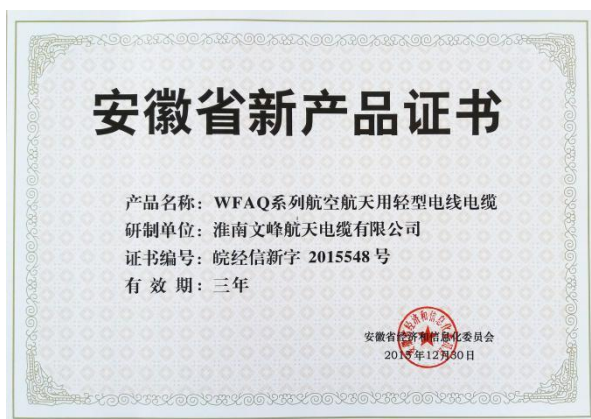 安徽省新产品证书
产品名称：WFAQ系列航空航天用轻型电线电缆
研制单位：淮南文峰航天电缆有限公司
证书编号：皖经信新字 2015548 号
有 效 期：三年
安徽省经济和信息化委员会
2015年12月30日